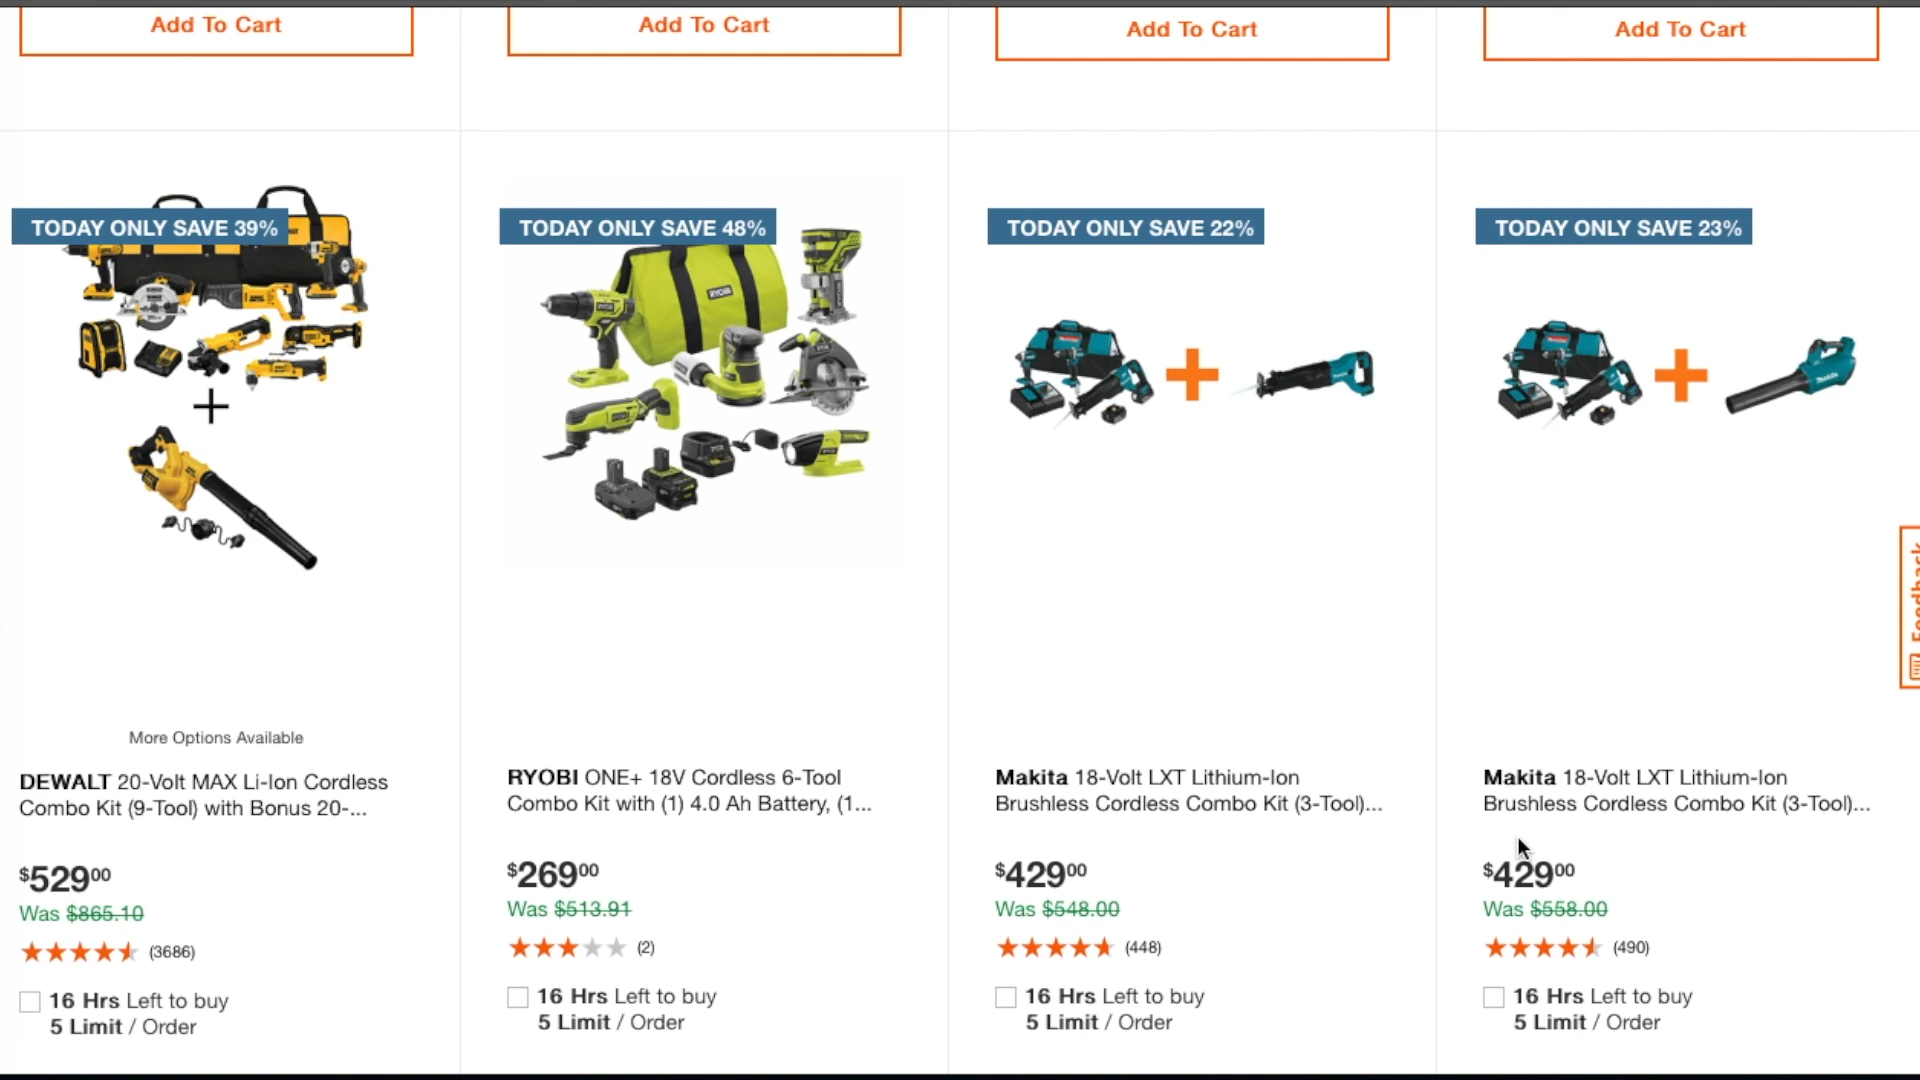 Add To Cart
Add To Cart
Add To Cart
Add To Cart
TODAY ONLY SAVE 39%
TODAY ONLY SAVE 48%
TODAY ONLY SAVE 22%
TODAY ONLY SAVE 23%
RYOBI
Feedback
More Options Available
DEWALT 20-Volt MAX Li-Ion Cordless
Combo Kit (9-Tool) with Bonus 20-...
$52900
Was $865.10
(3686)
16 Hrs Left to buy
5 Limit / Order
RYOBI ONE+ 18V Cordless 6-Tool
Combo Kit with (1) 4.0 Ah Battery, (1...
$26900
Was $513.91
(2)
16 Hrs Left to buy
5 Limit / Order
Makita 18-Volt LXT Lithium-Ion
Brushless Cordless Combo Kit (3-Tool)...
$42900
Was $548.00
(448)
16 Hrs Left to buy
5 Limit / Order
Makita 18-Volt LXT Lithium-Ion
Brushless Cordless Combo Kit (3-Tool)...
$42900
Was $558.00
(490)
16 Hrs Left to buy
5 Limit / Order